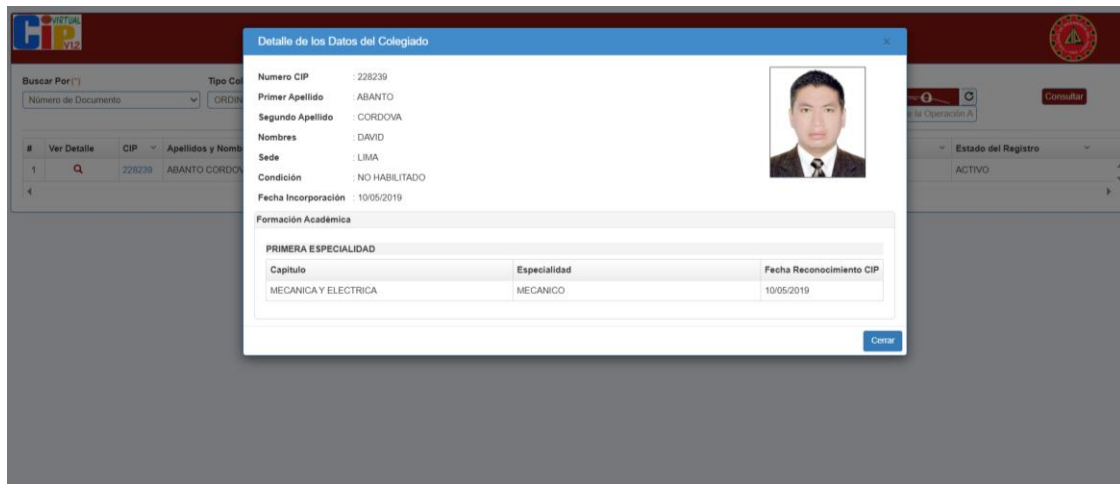 VIRTUAL
CiP
V12
Buscar Por(*)
Tipo Col
Número de Documento
ORDIN
Consultar
e la Operación A
# Ver Detalle CIP Apellidos y Nomb Estado del Registro
1 228239 ABANTO CORDOV ACTIVO
Detalle de los Datos del Colegiado ×
Numero CIP : 228239
Primer Apellido : ABANTO
Segundo Apellido : CORDOVA
Nombres : DAVID
Sede : LIMA
Condición : NO HABILITADO
Fecha Incorporación : 10/05/2019
Formación Académica
PRIMERA ESPECIALIDAD
Capitulo Especialidad Fecha Reconocimiento CIP
MECANICA Y ELECTRICA MECANICO 10/05/2019
Cerrar